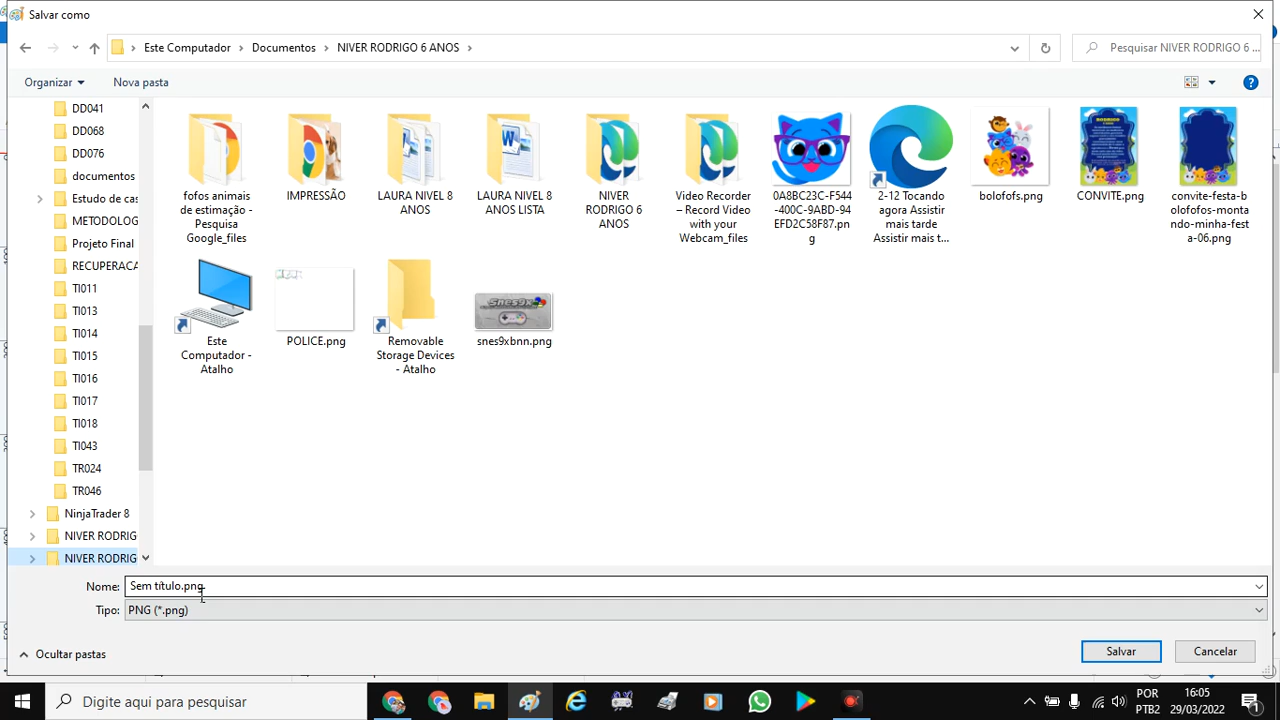 Salvar como
Este Computador
Documentos
NIVER RODRIGO 6 ANOS
Pesquisar NIVER RODRIGO 6 ...
Organizar
Nova pasta
DD041
DD068
DD076
documentos
Estudo de cas
METODOLOG
Projeto Final
RECUPERACA
TI011
TI013
TI014
TI015
TI016
TI017
TI018
TI043
TR024
TR046
NinjaTrader 8
NIVER RODRIG
NIVER RODRIG
fofos animais
de estimação -
Pesquisa
Google_files
IMPRESSÃO
LAURA NIVEL 8
ANOS
LAURA NIVEL 8
ANOS LISTA
NIVER
RODRIGO 6
ANOS
Video Recorder
– Record Video
with your
Webcam_files
0A8BC23C-F544
-400C-9ABD-94
EFD2C58F87.pn
g
2-12 Tocando
agora Assistir
mais tarde
Assistir mais t...
bolofofs.png
CONVITE.png
convite-festa-b
olofofos-monta
ndo-minha-fest
a-06.png
Este
Computador -
Atalho
POLICE.png
Removable
Storage Devices
- Atalho
Snes9x
snes9xbnn.png
Nome:
Sem título.png
Tipo:
PNG (*.png)
Ocultar pastas
Salvar
Cancelar
Digite aqui para pesquisar
POR
PTB2
16:05
29/03/2022
1